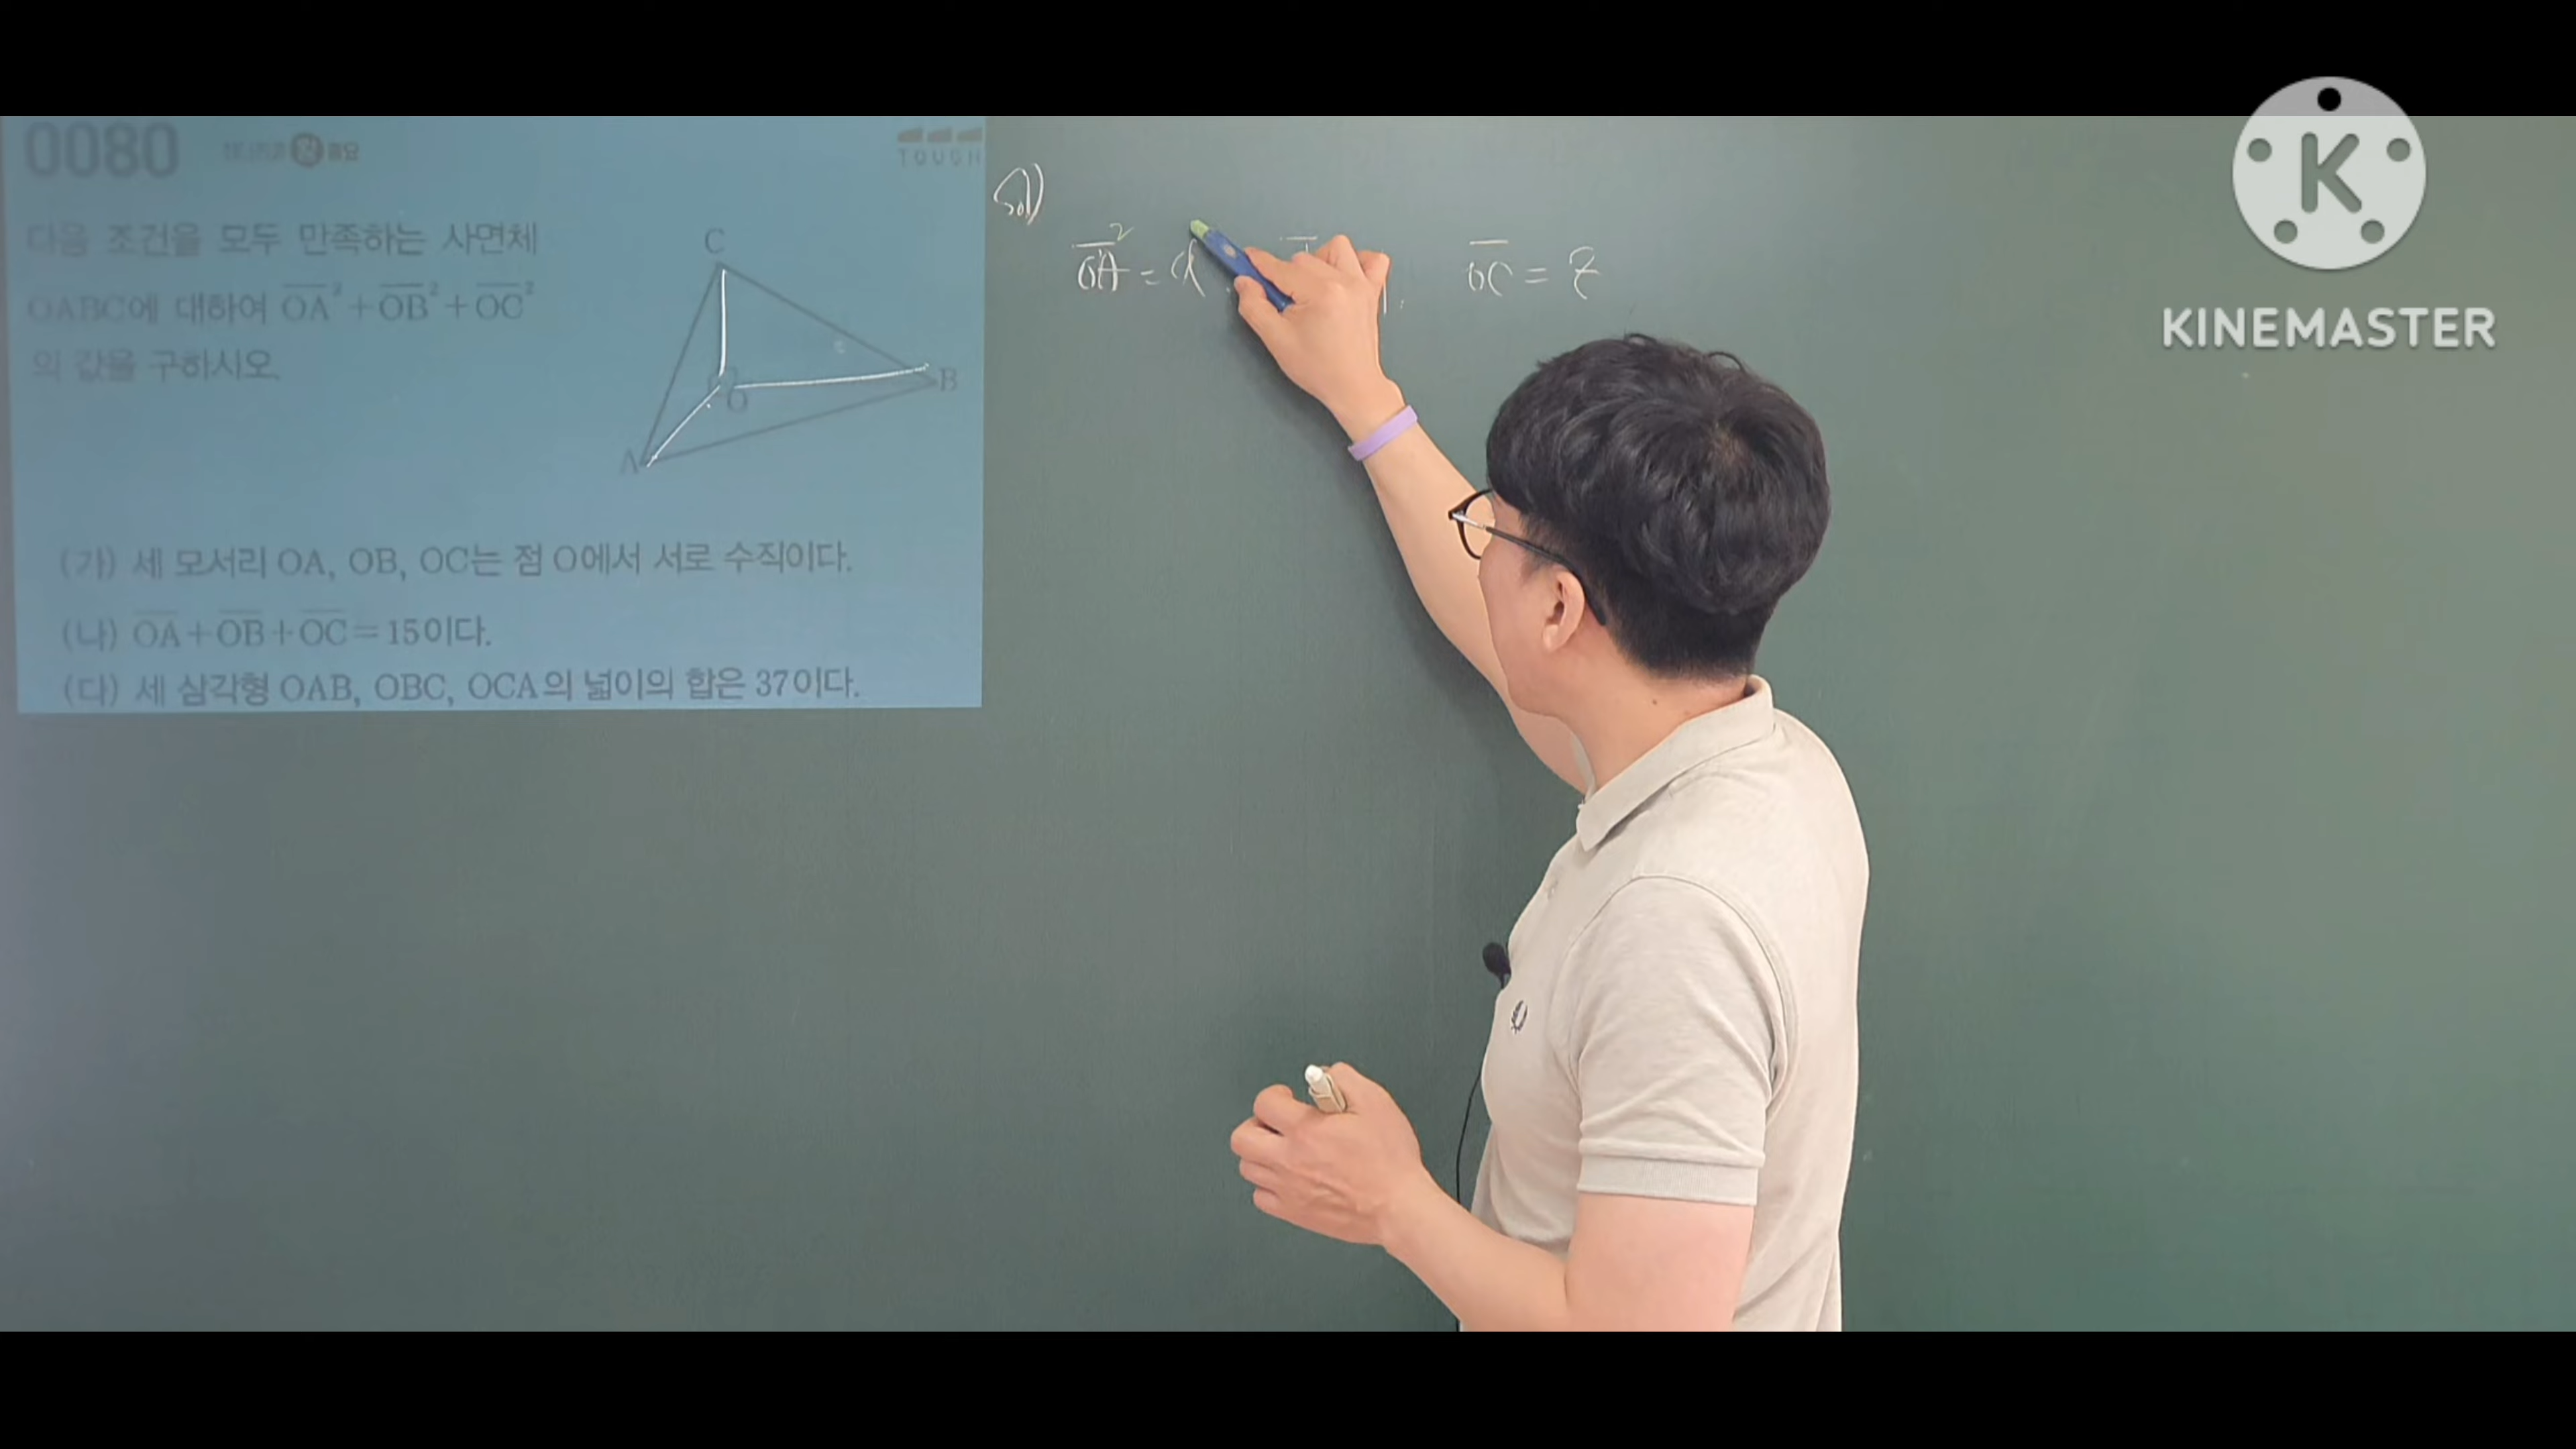 0080
중요
TOUGH
다음 조건을 모두 만족하는 사면체
OABC에 대하여 OA²+OB²+OC²
의 값을 구하시오.
C
O
B
A
(가) 세 모서리 OA, OB, OC는 점 O에서 서로 수직이다.
(나) OA+OB+OC=15이다.
(다) 세 삼각형 OAB, OBC, OCA의 넓이의 합은 37이다.
Sol)
OA² = x
OC = z
K
KINEMASTER